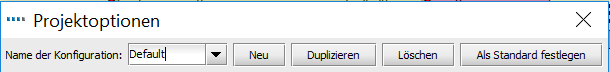 Projektoptionen
Name der Konfiguration: Default Neu Duplizieren Löschen Als Standard festlegen